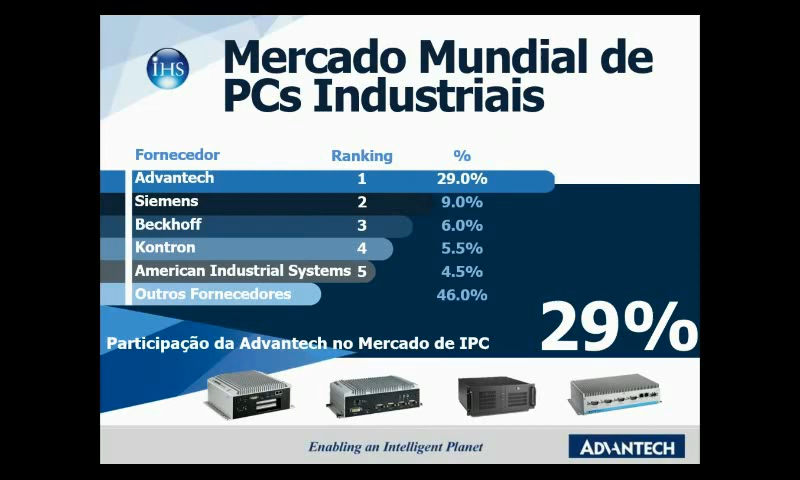 IHS
Mercado Mundial de
PCs Industriais
Fornecedor Ranking %
Advantech 1 29.0%
Siemens 2 9.0%
Beckhoff 3 6.0%
Kontron 4 5.5%
American Industrial Systems 5 4.5%
Outros Fornecedores 46.0%
Participação da Advantech no Mercado de IPC 29%
Enabling an Intelligent Planet
ADVANTECH